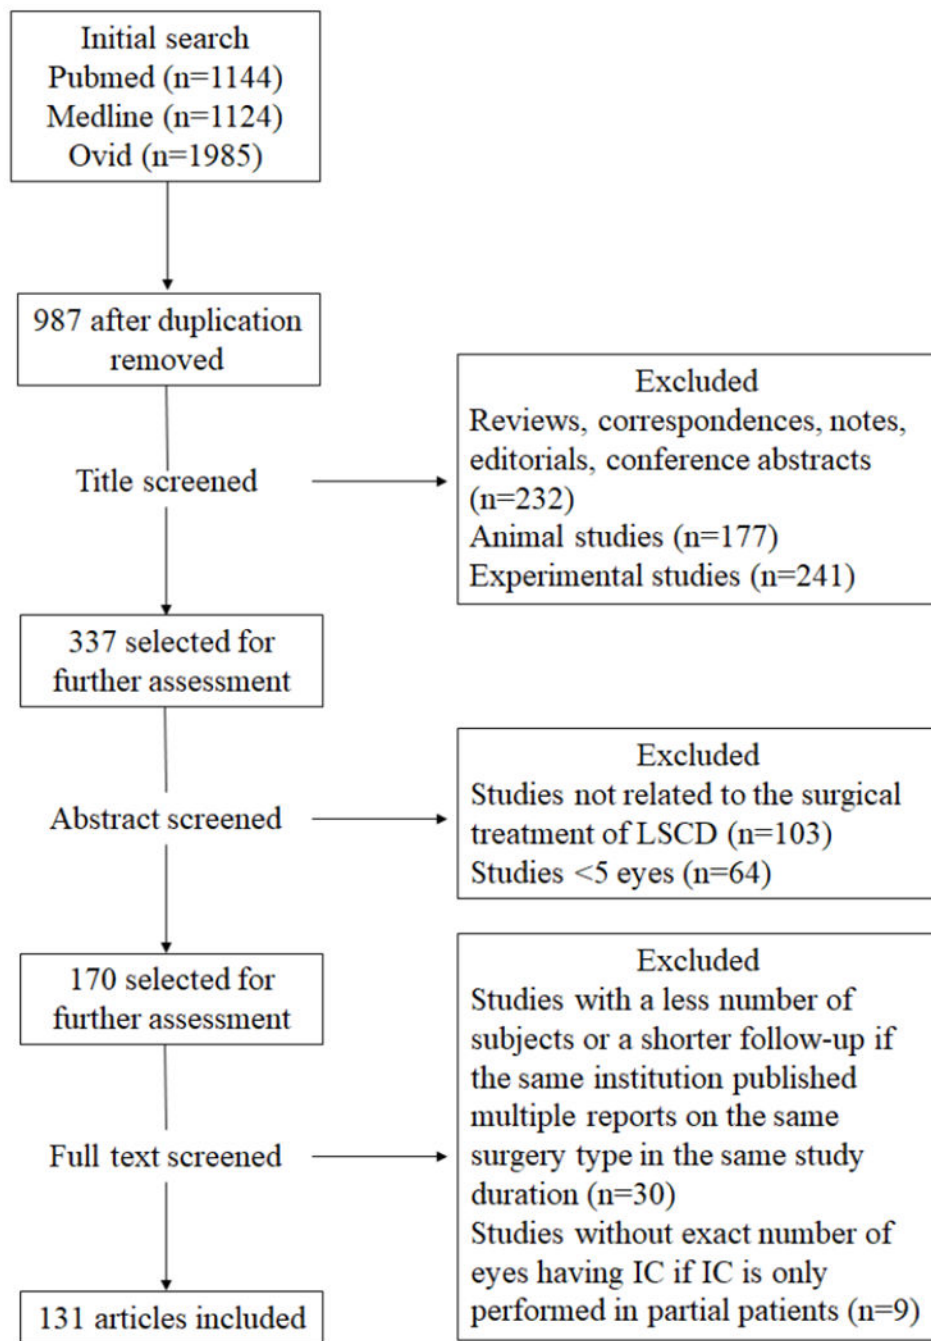 Initial search
Pubmed (n=1144)
Medline (n=1124)
Ovid (n=1985)
987 after duplication
removed
Title screened
Excluded
Reviews, correspondences, notes,
editorials, conference abstracts
(n=232)
Animal studies (n=177)
Experimental studies (n=241)
337 selected for
further assessment
Abstract screened
Excluded
Studies not related to the surgical
treatment of LSCD (n=103)
Studies <5 eyes (n=64)
170 selected for
further assessment
Full text screened
Excluded
Studies with a less number of
subjects or a shorter follow-up if
the same institution published
multiple reports on the same
surgery type in the same study
duration (n=30)
Studies without exact number of
eyes having IC if IC is only
performed in partial patients (n=9)
131 articles included